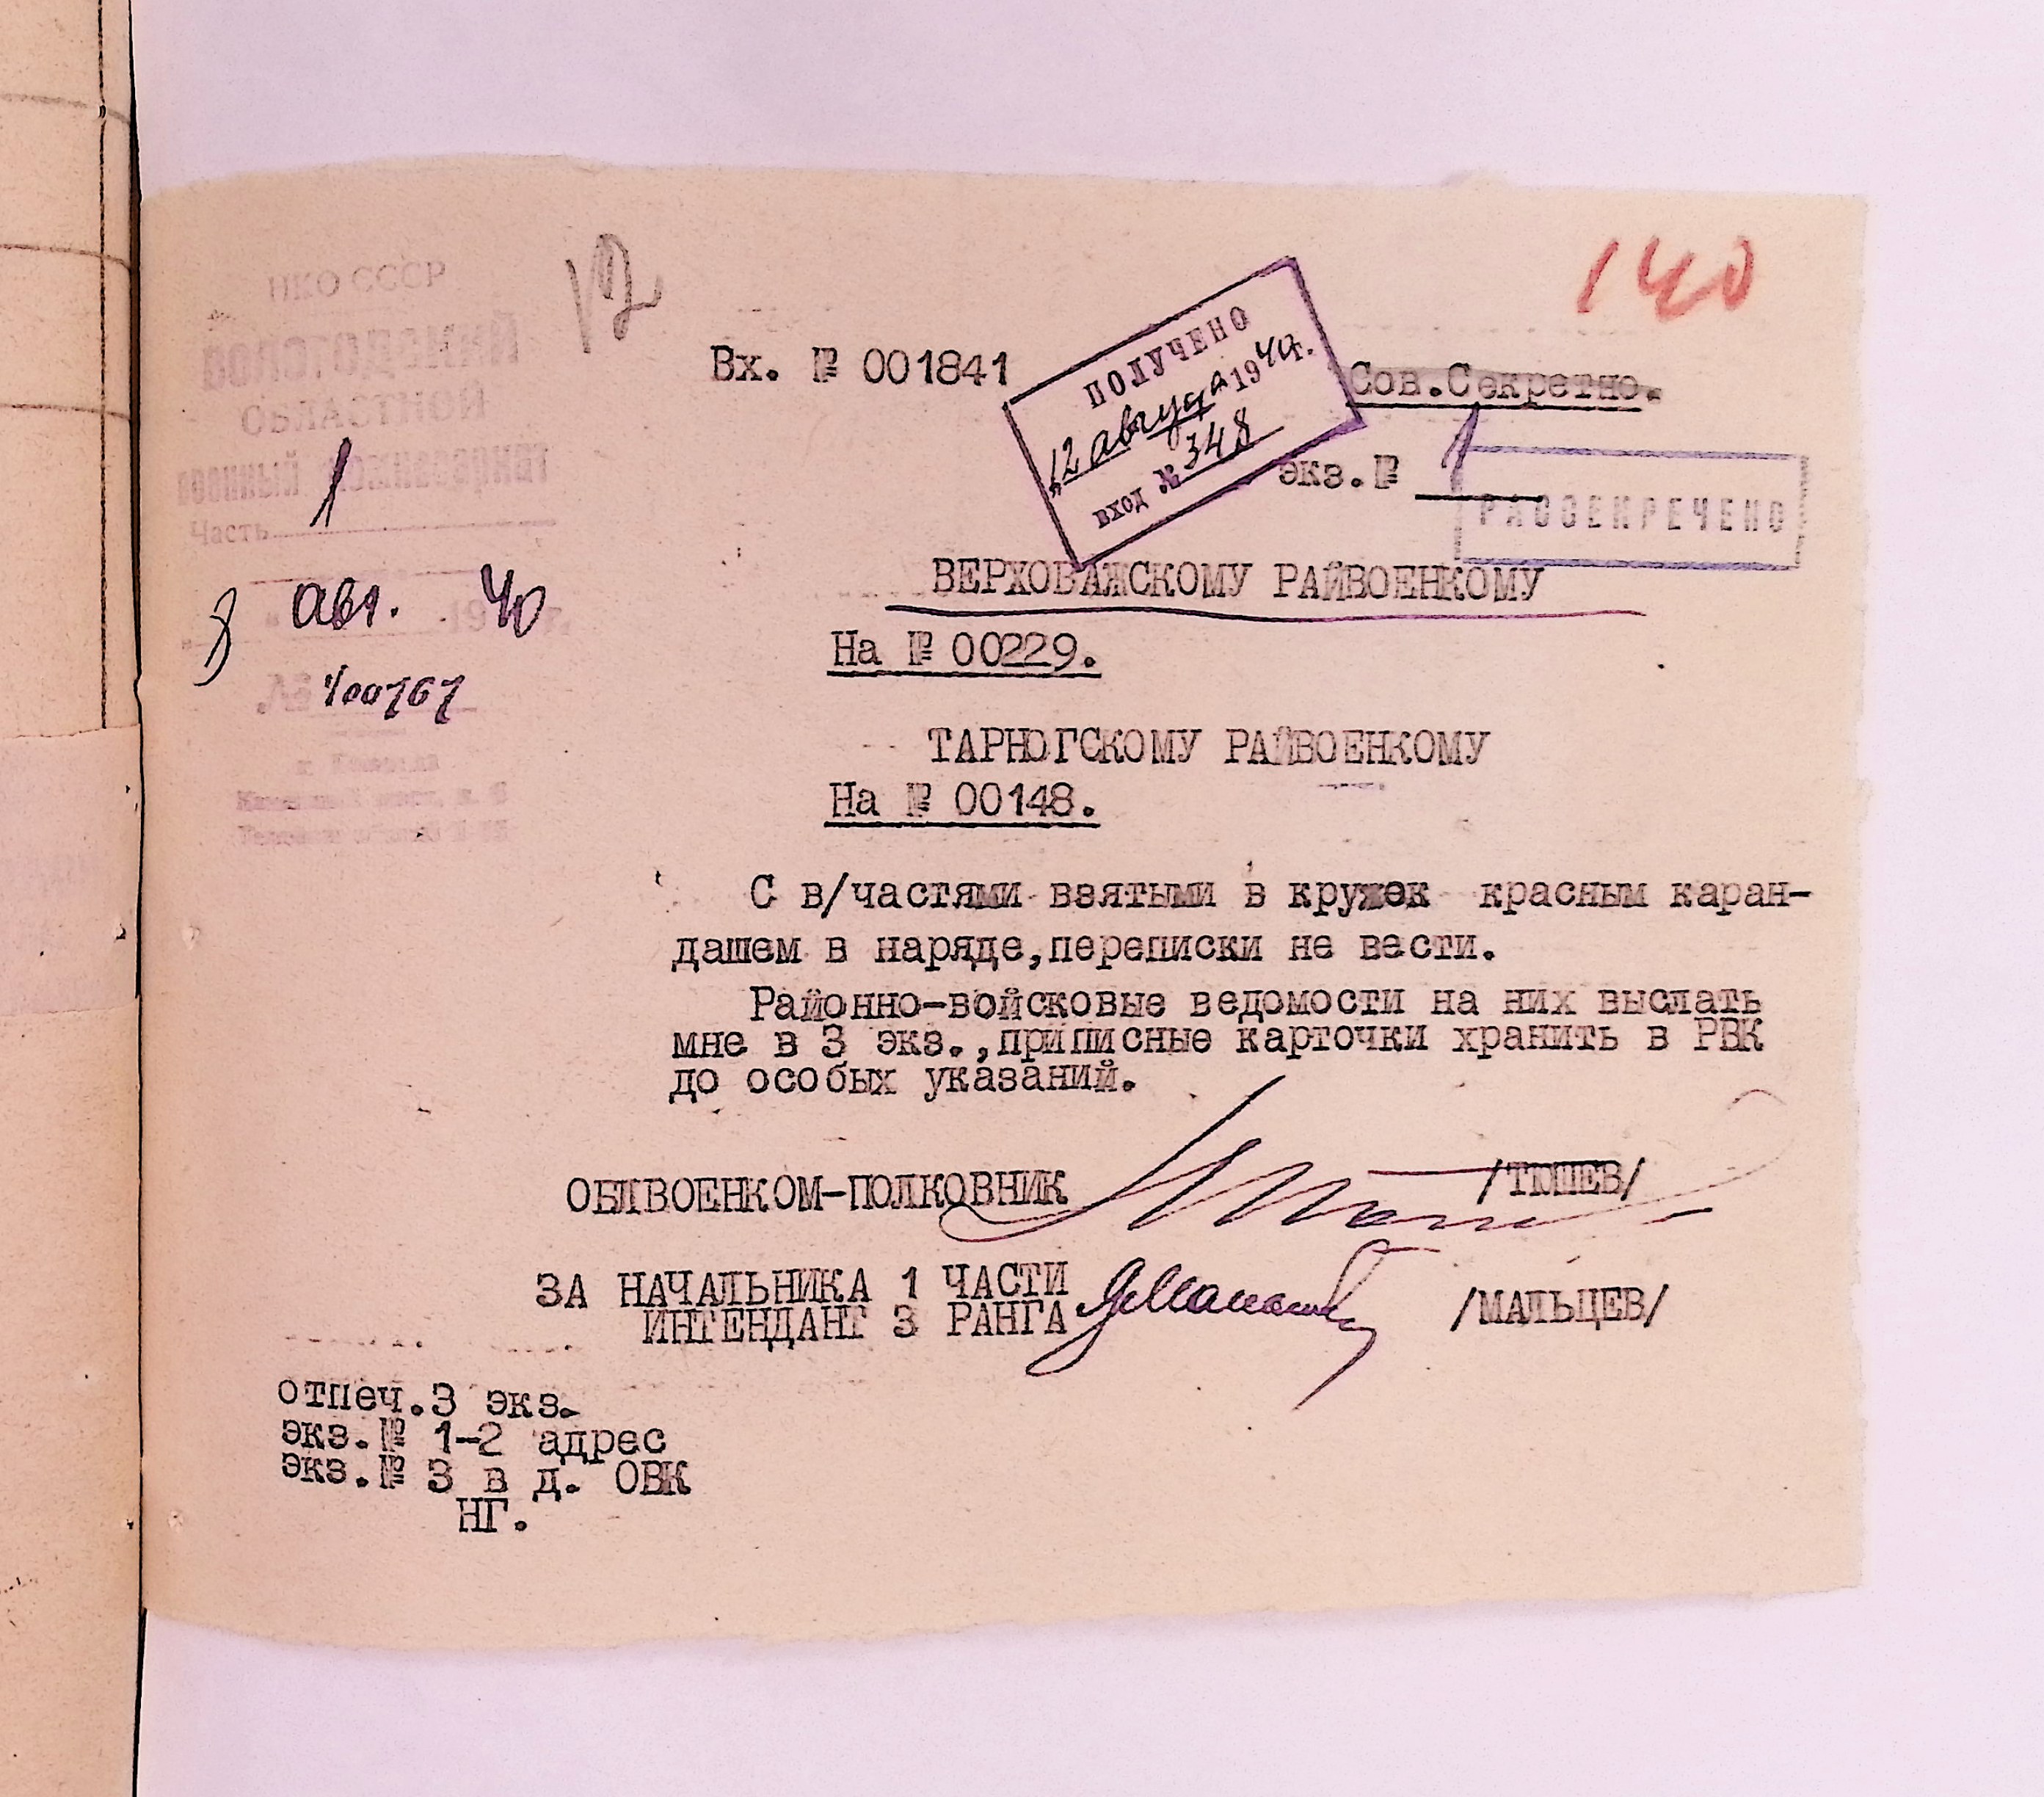 140
12
НКО СССР
ВОЛОГОДСКИЙ
ОБЛАСТНОЙ
военный комиссариат
Часть 1
8 авг. 1940 г.
№ 1/00767
Вх. № 001841
ПОЛУЧЕНО
"12 августа 1940г.
вход № 348
Сов.Секретно.
экз.№ 1
РАССЕКРЕЧЕНО
ВЕРХОВАЖСКОМУ РАЙВОЕНКОМУ
На № 00229.
ТАРНОГСКОМУ РАЙВОЕНКОМУ
На № 00148.
С в/частями взятыми в кружек красным каран-
дашем в наряде,переписки не вести.
Районно-войсковые ведомости на них выслать
мне в 3 экз.,приписные карточки хранить в РВК
до особых указаний.
ОБЛВОЕНКОМ-ПОЛКОВНИК /ТЮШЕВ/
ЗА НАЧАЛЬНИКА 1 ЧАСТИ
ИНТЕНДАНТ 3 РАНГА /МАЛЬЦЕВ/
отпеч.3 экз.
экз.№ 1-2 адрес
экз.№ 3 в д. ОВК
НГ.